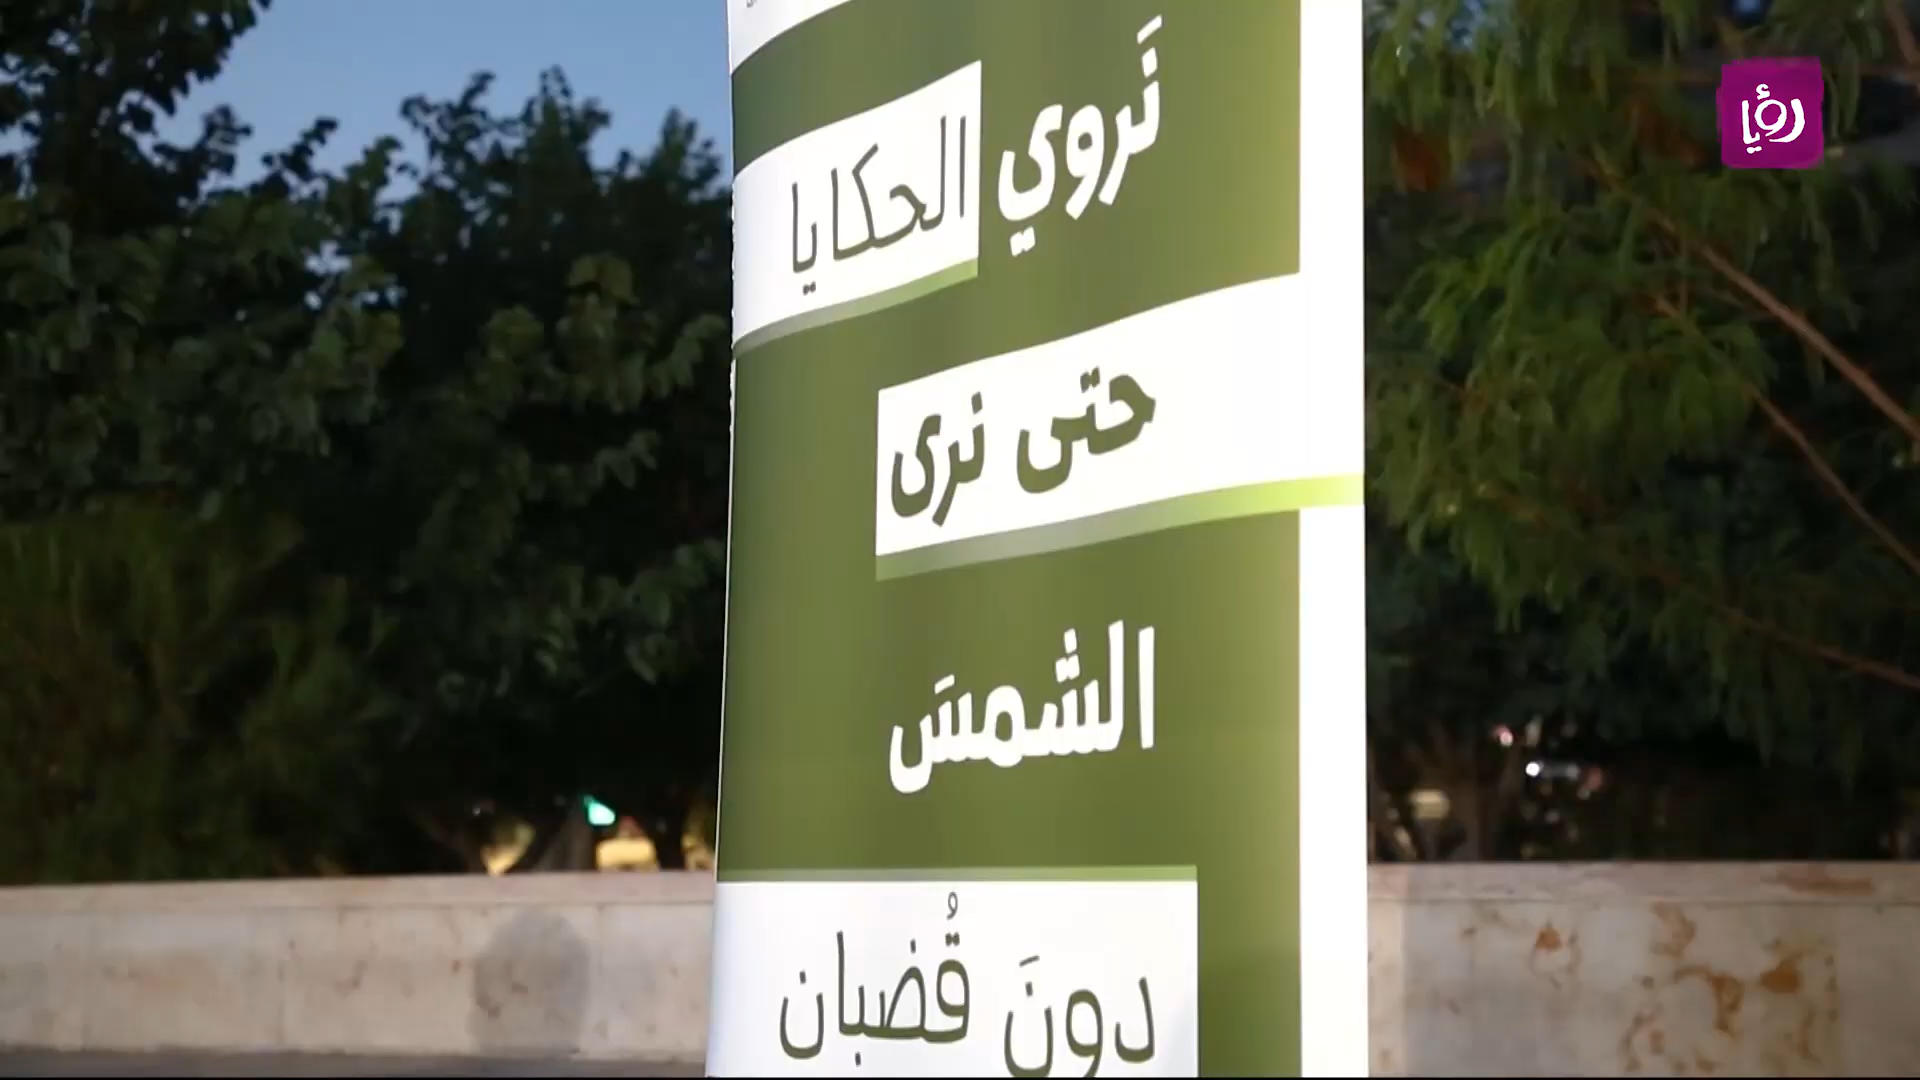 نَروي الحكايا
حتى نرى
الشمسَ
دونَ قُضبان
رؤيا